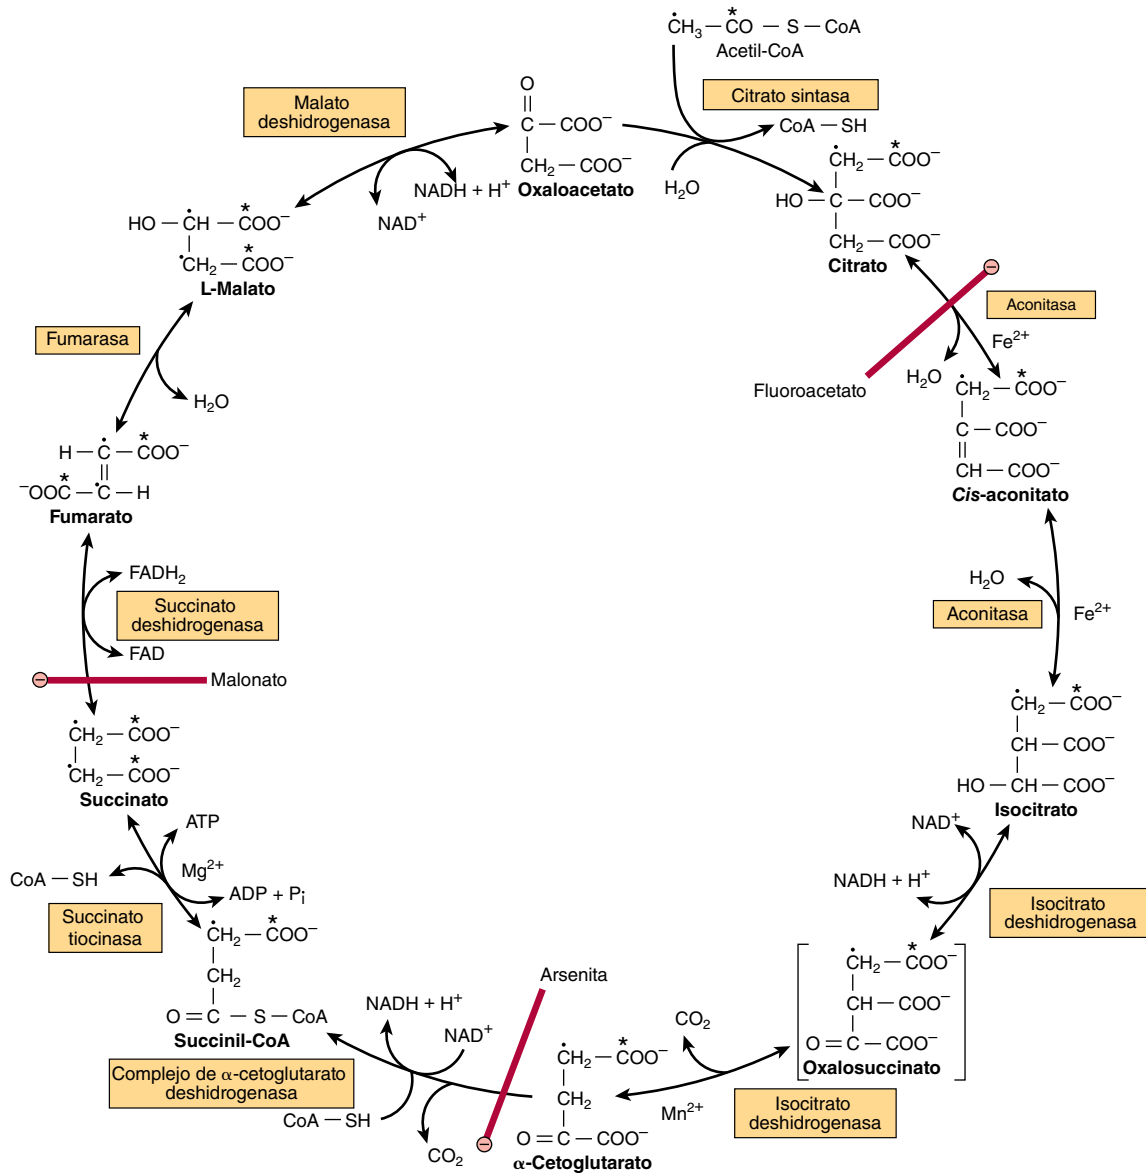 CH3 — *CO — S — CoA
Acetil-CoA
Citrato sintasa
CoA — SH
H2O
Malato
deshidrogenasa
NADH + H+
NAD+
O
C — COO−
CH2 — COO−
Oxaloacetato
CH2 — *COO−
HO — C — COO−
CH2 — COO−
Citrato
Aconitasa
Fe2+
H2O
Fluoroacetato
CH2 — *COO−
C — COO−
CH — COO−
Cis-aconitato
H2O
Aconitasa
Fe2+
CH2 — *COO−
CH — COO−
HO — CH — COO−
Isocitrato
NAD+
NADH + H+
Isocitrato
deshidrogenasa
CH2 — *COO−
CH — COO−
O = C — COO−
Oxalosuccinato
CO2
Mn2+
Isocitrato
deshidrogenasa
CH2 — *COO−
CH2
O = C — COO−
α-Cetoglutarato
Arsenita
NADH + H+
NAD+
Complejo de α-cetoglutarato
deshidrogenasa
CoA — SH
CO2
CH2 — *COO−
CH2
O = C — S — CoA
Succinil-CoA
ATP
Mg2+
CoA — SH
ADP + Pi
Succinato
tiocinasa
CH2 — *COO−
CH2 — *COO−
Succinato
Malonato
FADH2
Succinato
deshidrogenasa
FAD
H — C — *COO−
−OO*C — C — H
Fumarato
Fumarasa
H2O
HO — CH — *COO−
CH2 — *COO−
L-Malato